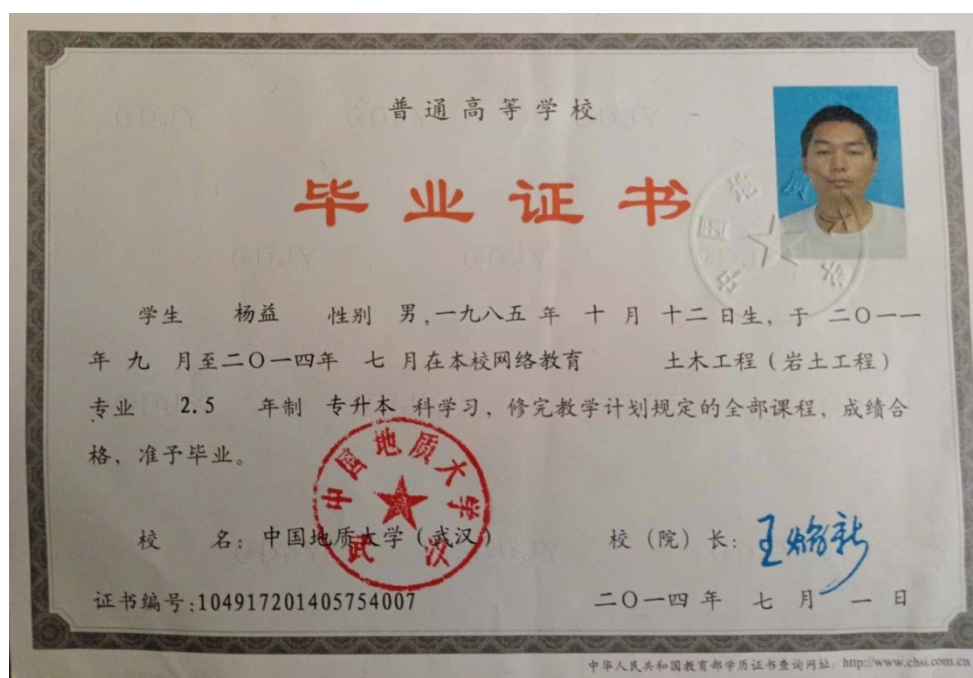 普通高等学校
毕业证书
学生 杨益 性别 男,一九八五 年 十 月 十二 日生, 于 二〇一一
年 九 月至二〇一四年 七 月在本校网络教育 土木工程（岩土工程）
专业 2.5 年制 专升本 科学习, 修完教学计划规定的全部课程, 成绩合
格, 准予毕业。
中国地质大学
武汉
校 名: 中国地质大学（武汉） 校（院）长:
证书编号:104917201405754007 二〇一四 年 七 月 一 日
中华人民共和国教育部学历证书查询网址: http://www.chsi.com.cn